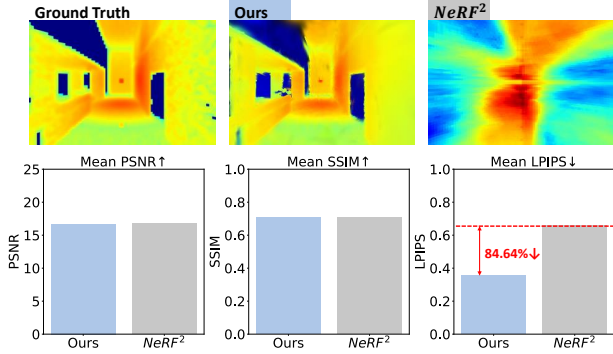 Ground Truth
Ours
NeRF²
Mean PSNR↑
25
20
15
10
5
0
PSNR
Ours
NeRF²
Mean SSIM↑
1.0
0.8
0.6
0.4
0.2
0.0
SSIM
Ours
NeRF²
Mean LPIPS↓
1.0
0.8
0.6
0.4
0.2
0.0
LPIPS
84.64%↓
Ours
NeRF²